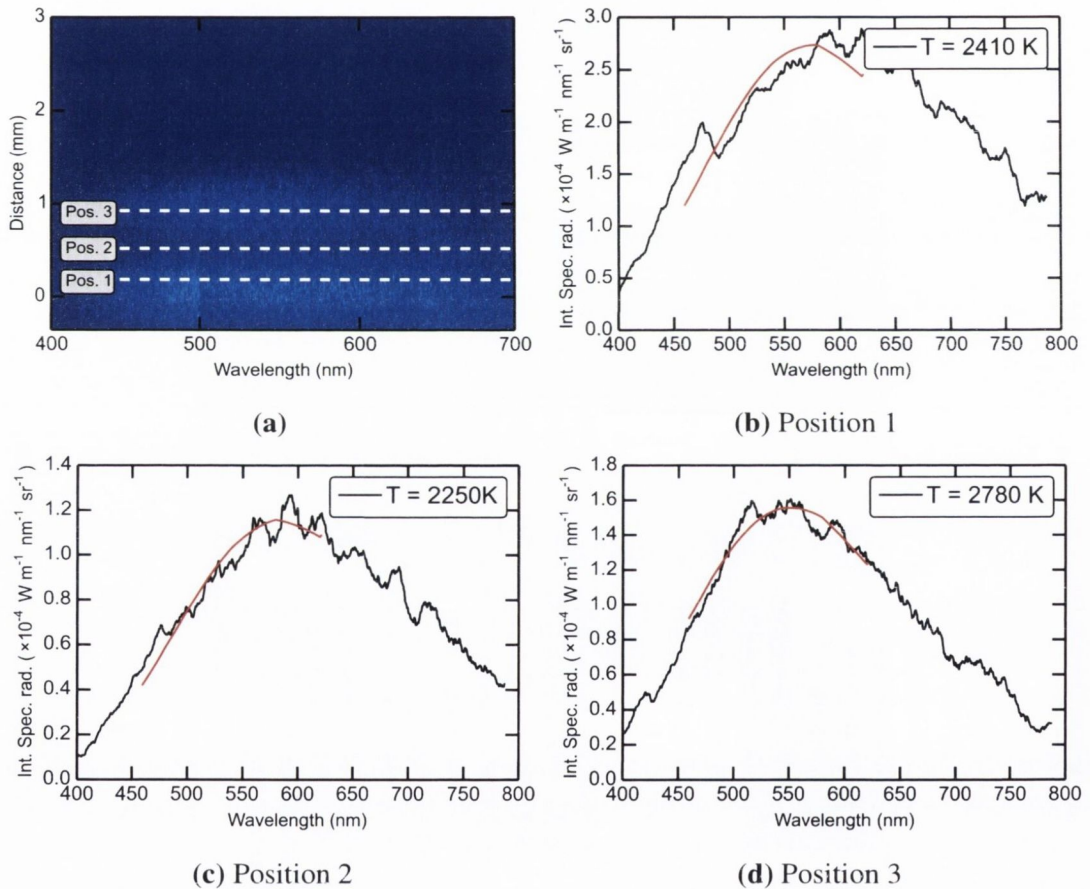 3
2
1
0
Distance (mm)
Pos. 3
Pos. 2
Pos. 1
400
500
600
700
Wavelength (nm)
(a)
3.0
2.5
2.0
1.5
1.0
0.5
0.0
Int. Spec. rad. ( ×10⁻⁴ W m⁻¹ nm⁻¹ sr⁻¹)
T = 2410 K
400 450 500 550 600 650 700 750 800
Wavelength (nm)
(b) Position 1
1.4
1.2
1.0
0.8
0.6
0.4
0.2
0.0
Int. Spec. rad. ( ×10⁻⁴ W m⁻¹ nm⁻¹ sr⁻¹)
T = 2250K
400 450 500 550 600 650 700 750 800
Wavelength (nm)
(c) Position 2
1.8
1.6
1.4
1.2
1.0
0.8
0.6
0.4
0.2
0.0
Int. Spec. rad. ( ×10⁻⁴ W m⁻¹ nm⁻¹ sr⁻¹)
T = 2780 K
400 450 500 550 600 650 700 750 800
Wavelength (nm)
(d) Position 3